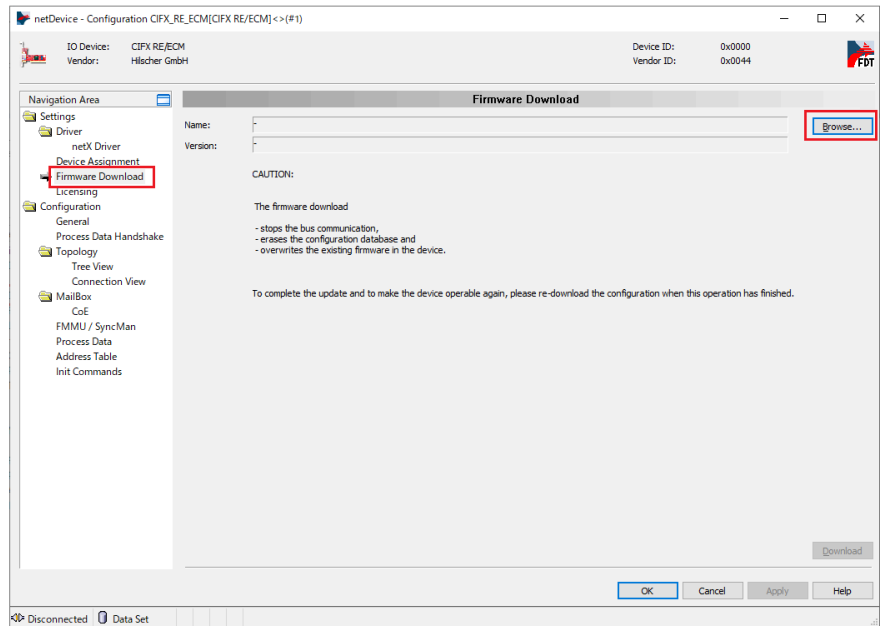 netDevice - Configuration CIFX_RE_ECM[CIFX RE/ECM]<>(#1)
IO Device: CIFX RE/ECM Device ID: 0x0000
Vendor: Hilscher GmbH Vendor ID: 0x0044
FDT
Navigation Area
Firmware Download
Settings
Driver
netX Driver
Device Assignment
Firmware Download
Licensing
Configuration
General
Process Data Handshake
Topology
Tree View
Connection View
MailBox
CoE
FMMU / SyncMan
Process Data
Address Table
Init Commands
Name: - Browse...
Version: -
CAUTION:
The firmware download
- stops the bus communication,
- erases the configuration database and
- overwrites the existing firmware in the device.
To complete the update and to make the device operable again, please re-download the configuration when this operation has finished.
Download
OK Cancel Apply Help
Disconnected Data Set